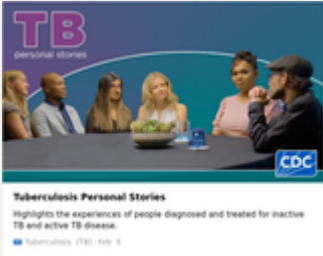 TB
personal stories
CDC
Tuberculosis Personal Stories
Highlights the experiences of people diagnosed and treated for inactive
TB and active TB disease.
Tuberculosis (TB) | Feb 5